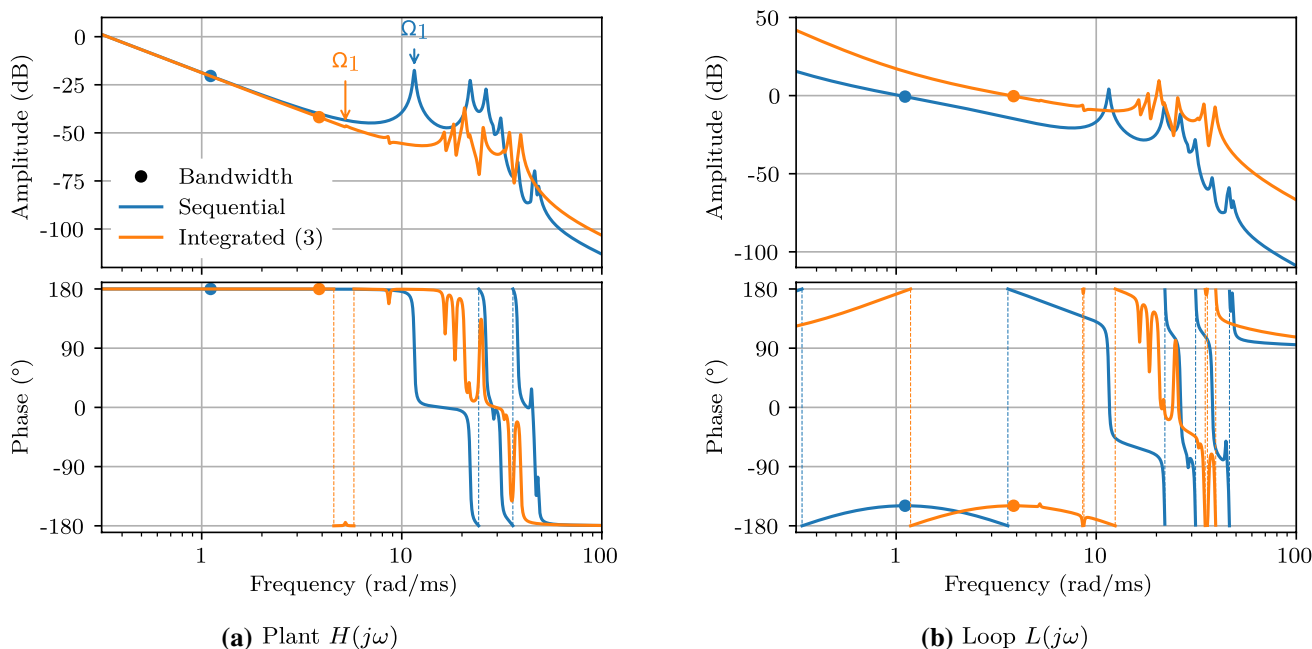 0
-25
-50
-75
-100
Amplitude (dB)
Ω1
Ω1
Bandwidth
Sequential
Integrated (3)
180
90
0
-90
-180
Phase (°)
1
10
100
Frequency (rad/ms)
(a) Plant H(jω)
50
0
-50
-100
Amplitude (dB)
180
90
0
-90
-180
Phase (°)
1
10
100
Frequency (rad/ms)
(b) Loop L(jω)